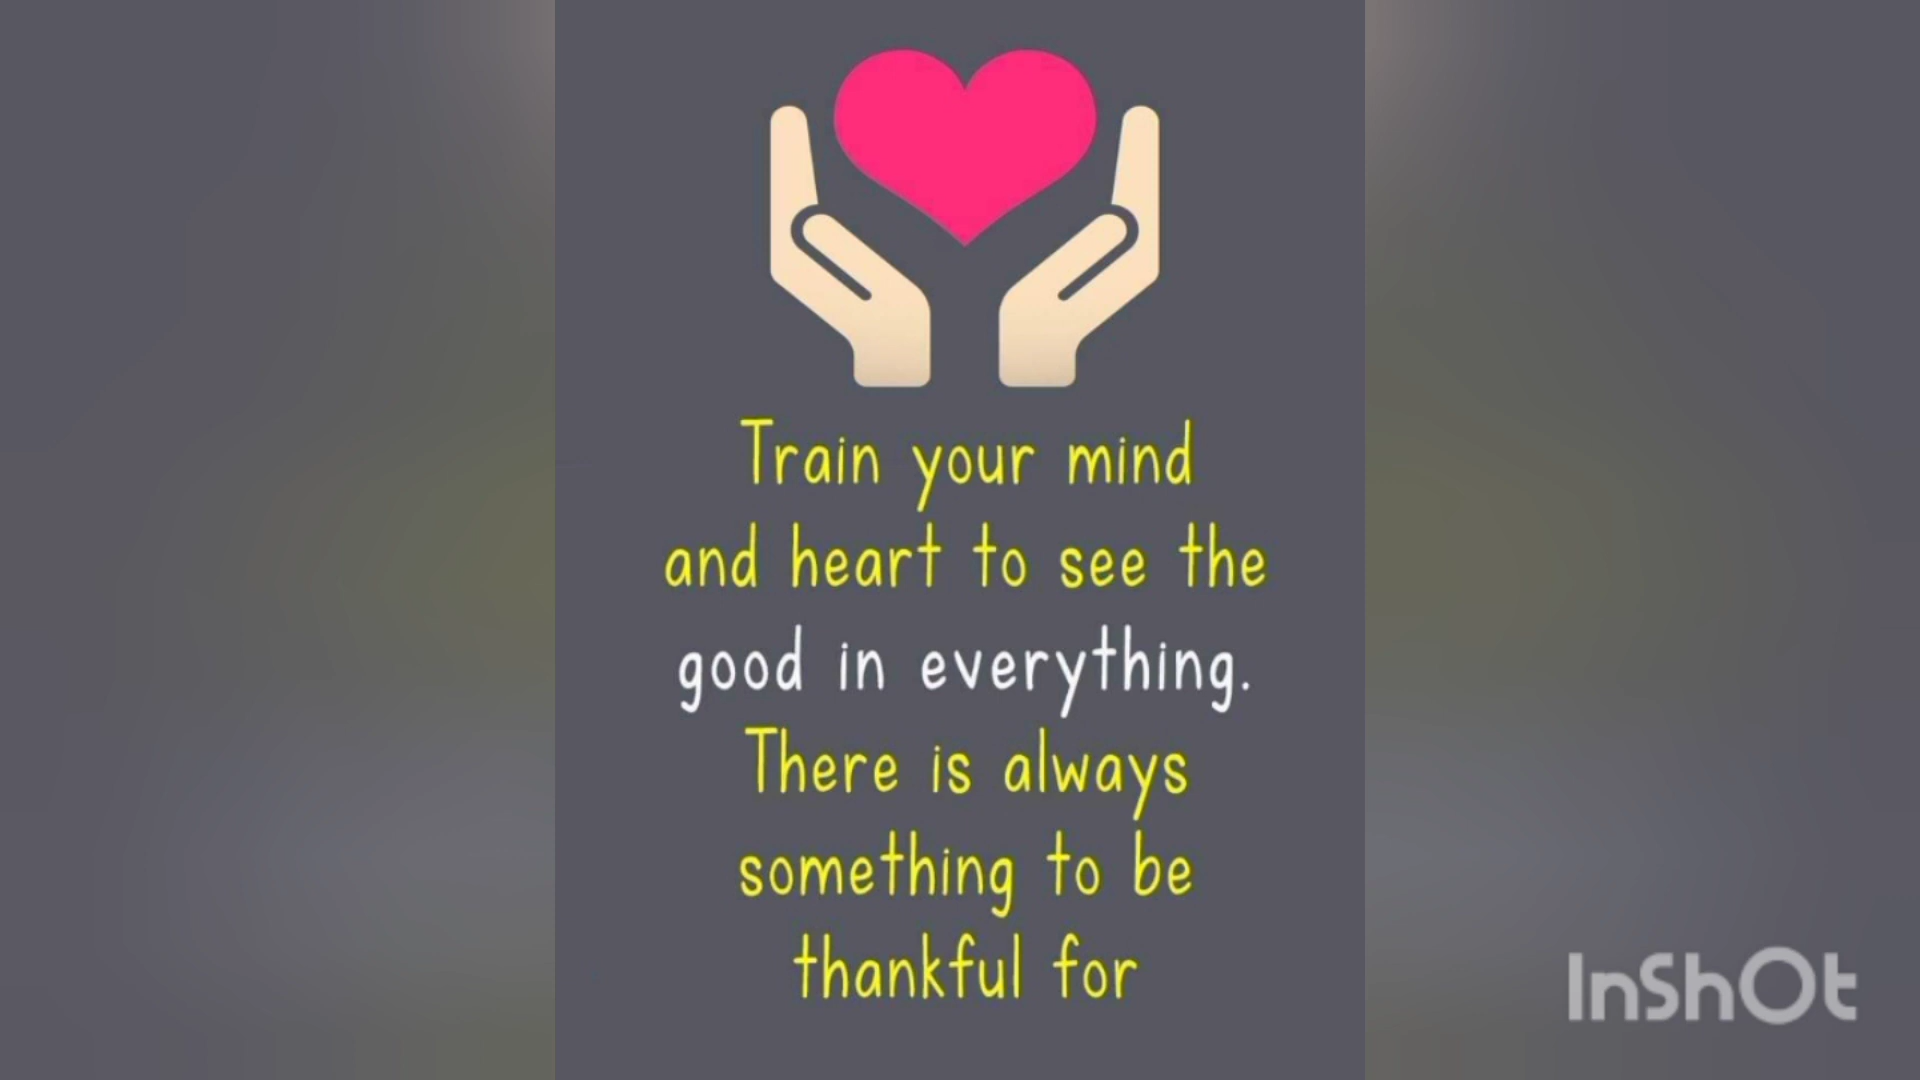 Train your mind
and heart to see the
good in everything.
There is always
something to be
thankful for
InShOt